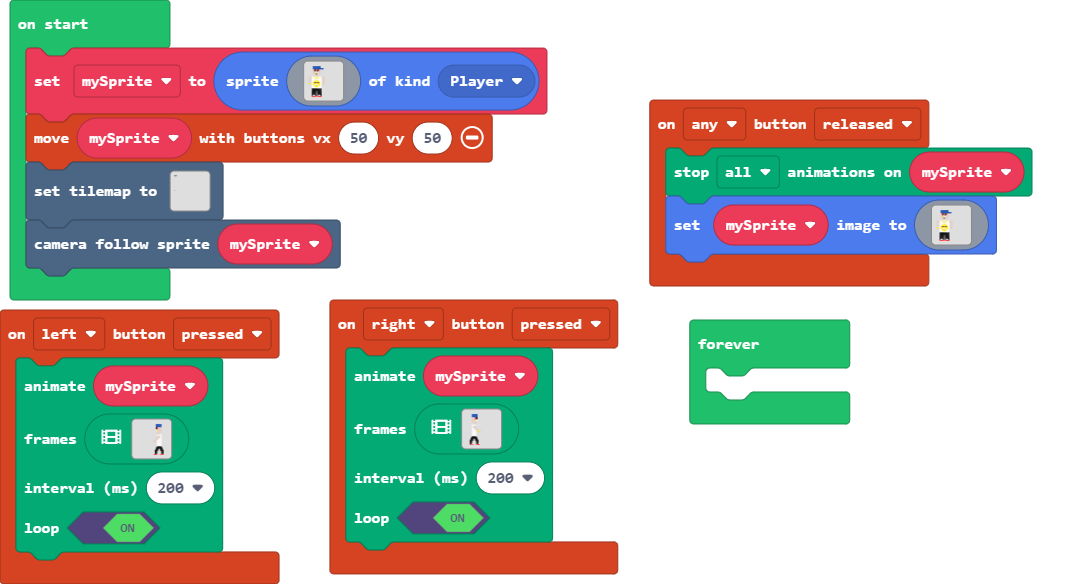 on start
set mySprite to sprite of kind Player
move mySprite with buttons vx 50 vy 50
set tilemap to
camera follow sprite mySprite
on any button released
stop all animations on mySprite
set mySprite image to
on left button pressed
animate mySprite
frames
interval (ms) 200
loop ON
on right button pressed
animate mySprite
frames
interval (ms) 200
loop ON
forever